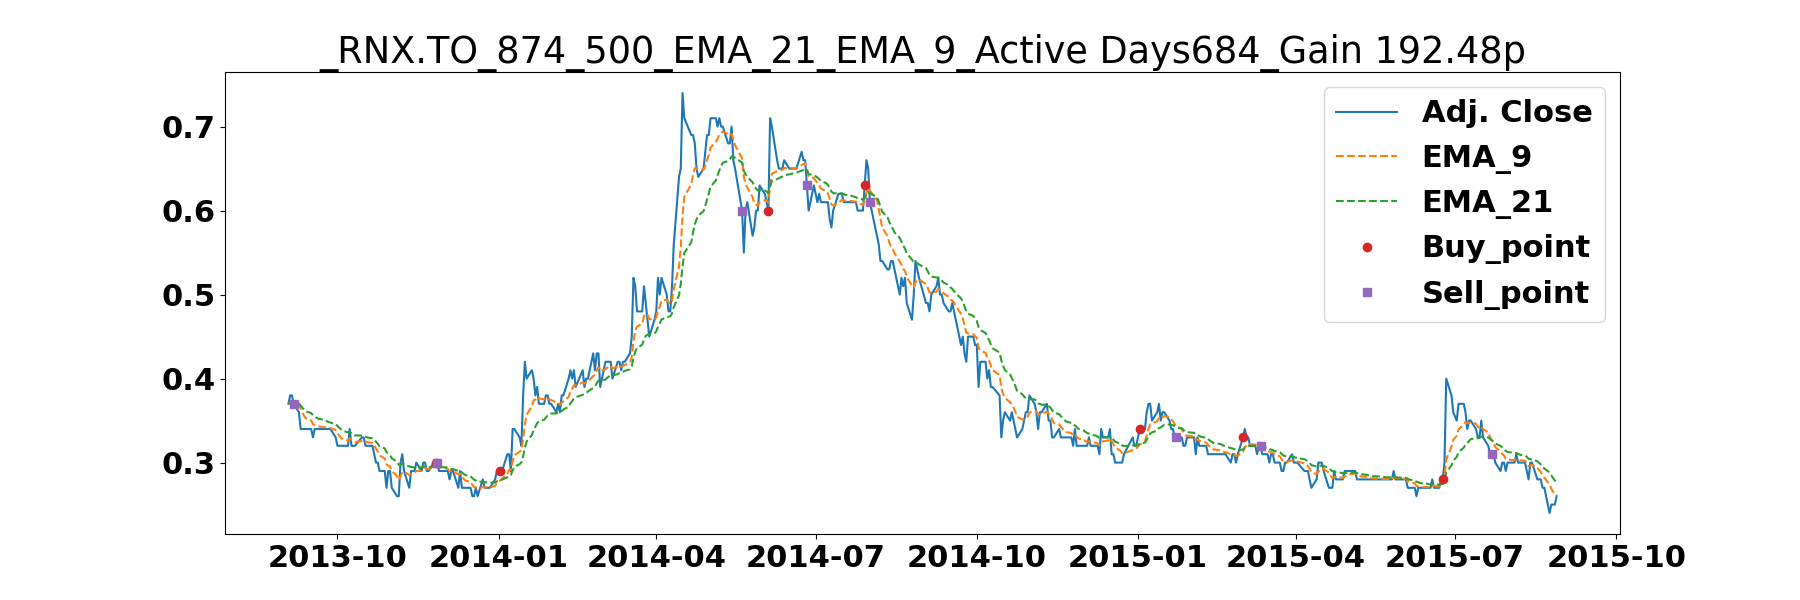 _RNX.TO_874_500_EMA_21_EMA_9_Active Days684_Gain 192.48p
Adj. Close
EMA_9
EMA_21
Buy_point
Sell_point
0.7
0.6
0.5
0.4
0.3
2013-10 2014-01 2014-04 2014-07 2014-10 2015-01 2015-04 2015-07 2015-10